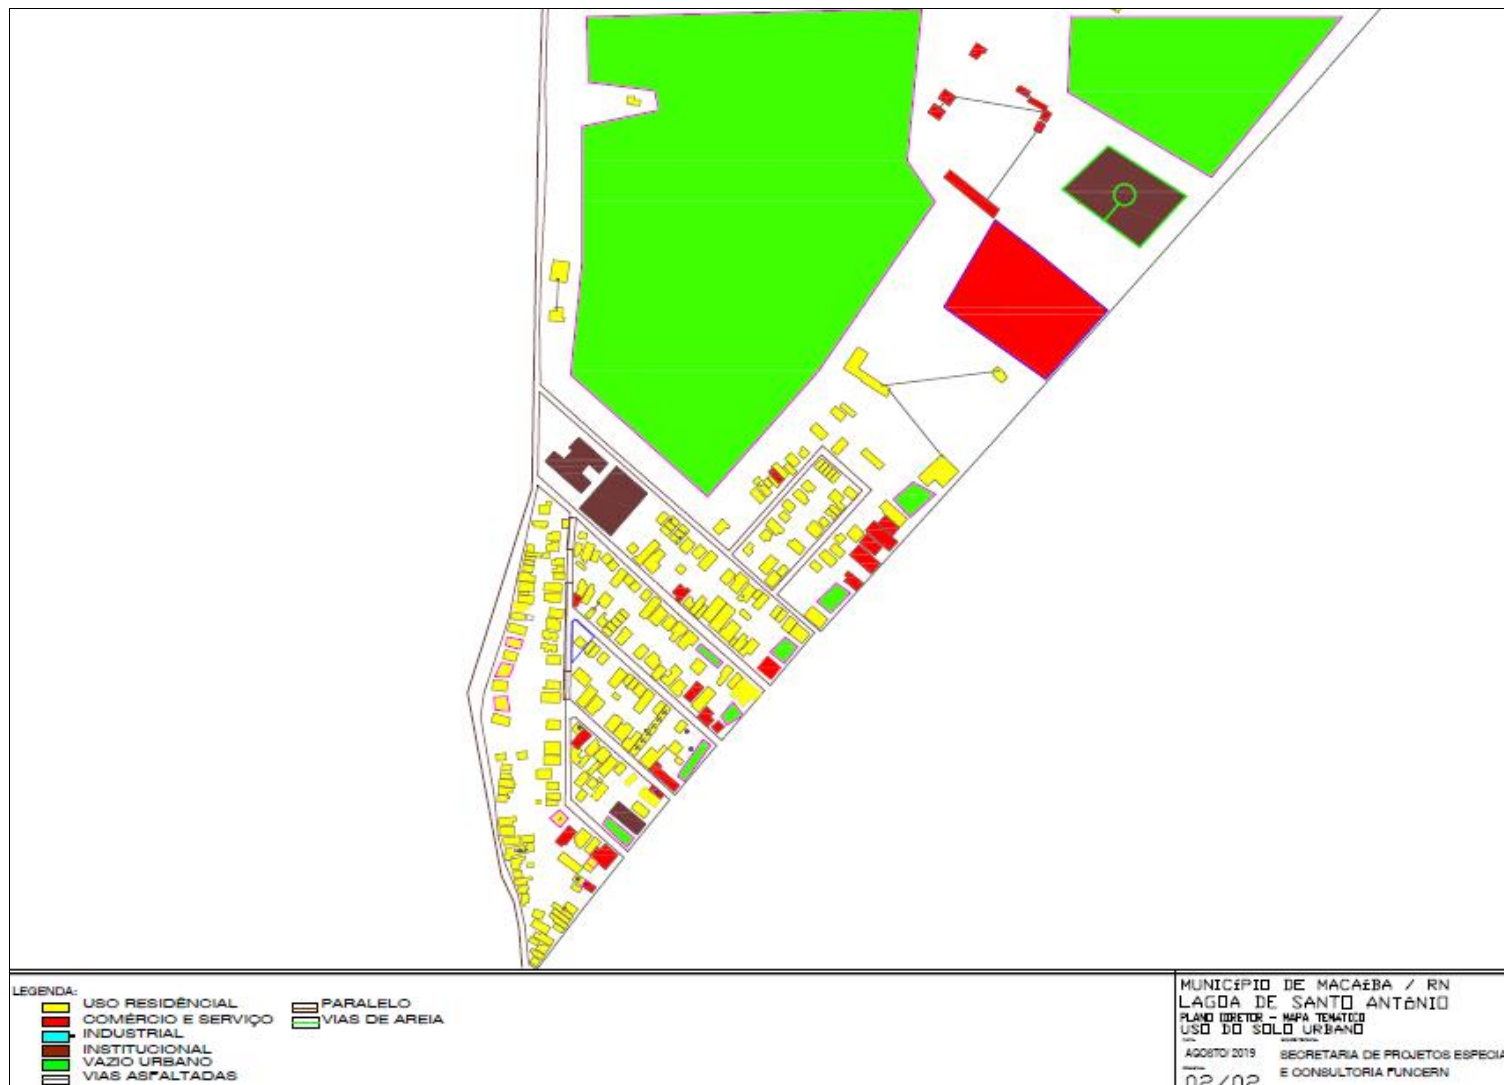 LEGENDA:
USO RESIDÊNCIAL
COMÉRCIO E SERVIÇO
INDUSTRIAL
INSTITUCIONAL
VAZIO URBANO
VIAS ASFALTADAS
PARALELO
VIAS DE AREIA
MUNICÍPIO DE MACAÍBA / RN
LAGOA DE SANTO ANTÔNIO
PLANO DIRETOR - MAPA TEMÁTICO
USO DO SOLO URBANO
AGOSTO/2019
SECRETARIA DE PROJETOS ESPECIA
E CONSULTORIA FUNCERN
02/02